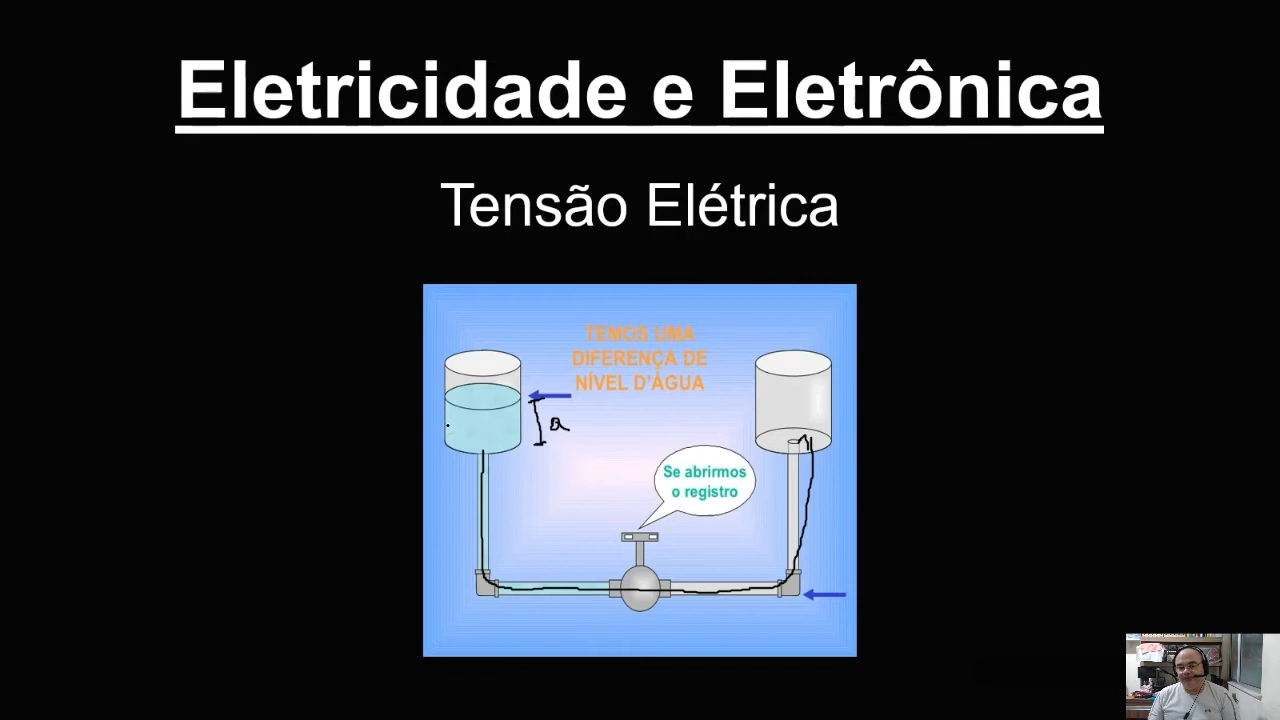 Eletricidade e Eletrônica
Tensão Elétrica
TEMOS UMA
DIFERENÇA DE
NÍVEL D'ÁGUA
Se abrirmos
o registro